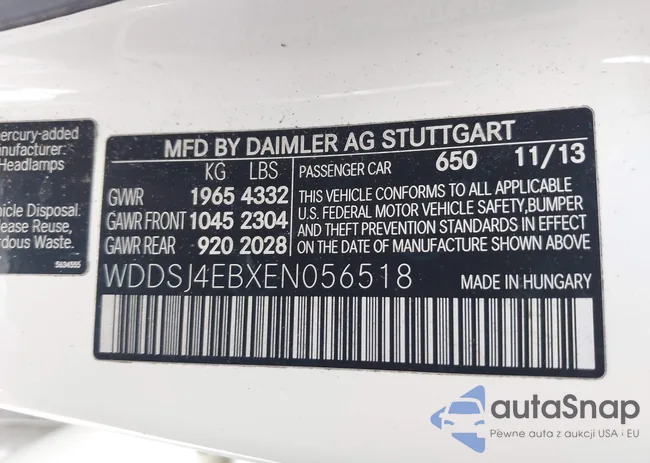 ercury-added
Headlamps
icle Disposal.
ease Reuse,
rdous Waste.
5634555
MFD BY DAIMLER AG STUTTGART
KG LBS
GVWR 1965 4332
GAWR FRONT 1045 2304
GAWR REAR 920 2028
PASSENGER CAR 650 11/13
THIS VEHICLE CONFORMS TO ALL APPLICABLE
U.S. FEDERAL MOTOR VEHICLE SAFETY,BUMPER
AND THEFT PREVENTION STANDARDS IN EFFECT
ON THE DATE OF MANUFACTURE SHOWN ABOVE
WDDSJ4EBXEN056518 MADE IN HUNGARY
autaSnap
Pewne auta z aukcji USA i EU